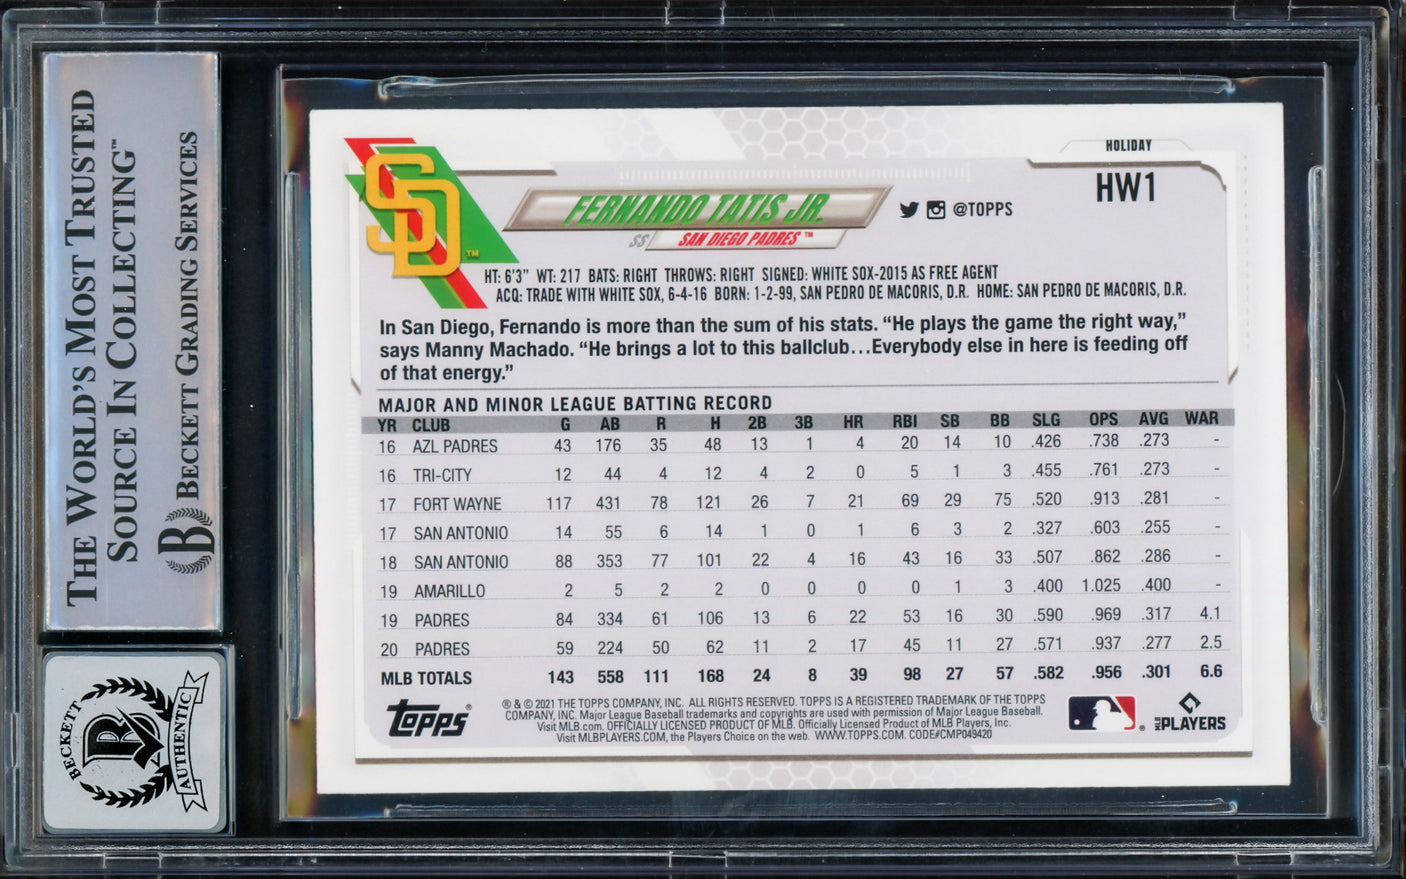 THE WORLD'S MOST TRUSTED
SOURCE IN COLLECTING™
B BECKETT GRADING SERVICES
BECKETT
B
AUTHENTIC
SD™
HOLIDAY
HW1
FERNANDO TATIS JR.
@TOPPS
SS SAN DIEGO PADRES™
HT: 6'3" WT: 217 BATS: RIGHT THROWS: RIGHT SIGNED: WHITE SOX-2015 AS FREE AGENT
ACQ: TRADE WITH WHITE SOX, 6-4-16 BORN: 1-2-99, SAN PEDRO DE MACORIS, D.R. HOME: SAN PEDRO DE MACORIS, D.R.
In San Diego, Fernando is more than the sum of his stats. “He plays the game the right way,”
says Manny Machado. “He brings a lot to this ballclub…Everybody else in here is feeding off
of that energy.”
MAJOR AND MINOR LEAGUE BATTING RECORD
YR CLUB G AB R H 2B 3B HR RBI SB BB SLG OPS AVG WAR
16 AZL PADRES 43 176 35 48 13 1 4 20 14 10 .426 .738 .273 -
16 TRI-CITY 12 44 4 12 4 2 0 5 1 3 .455 .761 .273 -
17 FORT WAYNE 117 431 78 121 26 7 21 69 29 75 .520 .913 .281 -
17 SAN ANTONIO 14 55 6 14 1 0 1 6 3 2 .327 .603 .255 -
18 SAN ANTONIO 88 353 77 101 22 4 16 43 16 33 .507 .862 .286 -
19 AMARILLO 2 5 2 2 0 0 0 0 1 3 .400 1.025 .400 -
19 PADRES 84 334 61 106 13 6 22 53 16 30 .590 .969 .317 4.1
20 PADRES 59 224 50 62 11 2 17 45 11 27 .571 .937 .277 2.5
MLB TOTALS 143 558 111 168 24 8 39 98 27 57 .582 .956 .301 6.6
TOPPS®
® & © 2021 THE TOPPS COMPANY, INC. ALL RIGHTS RESERVED. TOPPS IS A REGISTERED TRADEMARK OF THE TOPPS
COMPANY, INC. Major League Baseball trademarks and copyrights are used with permission of Major League Baseball.
Visit MLB.com. OFFICIALLY LICENSED PRODUCT OF MLB. Officially Licensed Product of MLB Players, Inc.
Visit MLBPLAYERS.COM, the Players Choice on the web. WWW.TOPPS.COM. CODE#CMP049420
®
MLB PLAYERS